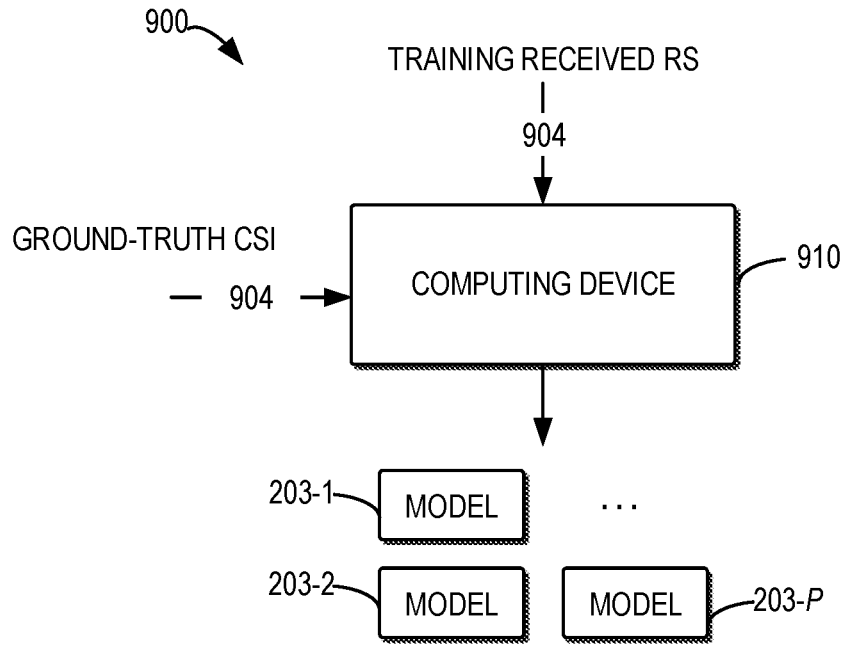 900
TRAINING RECEIVED RS
904
GROUND-TRUTH CSI
904
COMPUTING DEVICE
910
203-1
MODEL
...
203-2
MODEL
MODEL
203-P